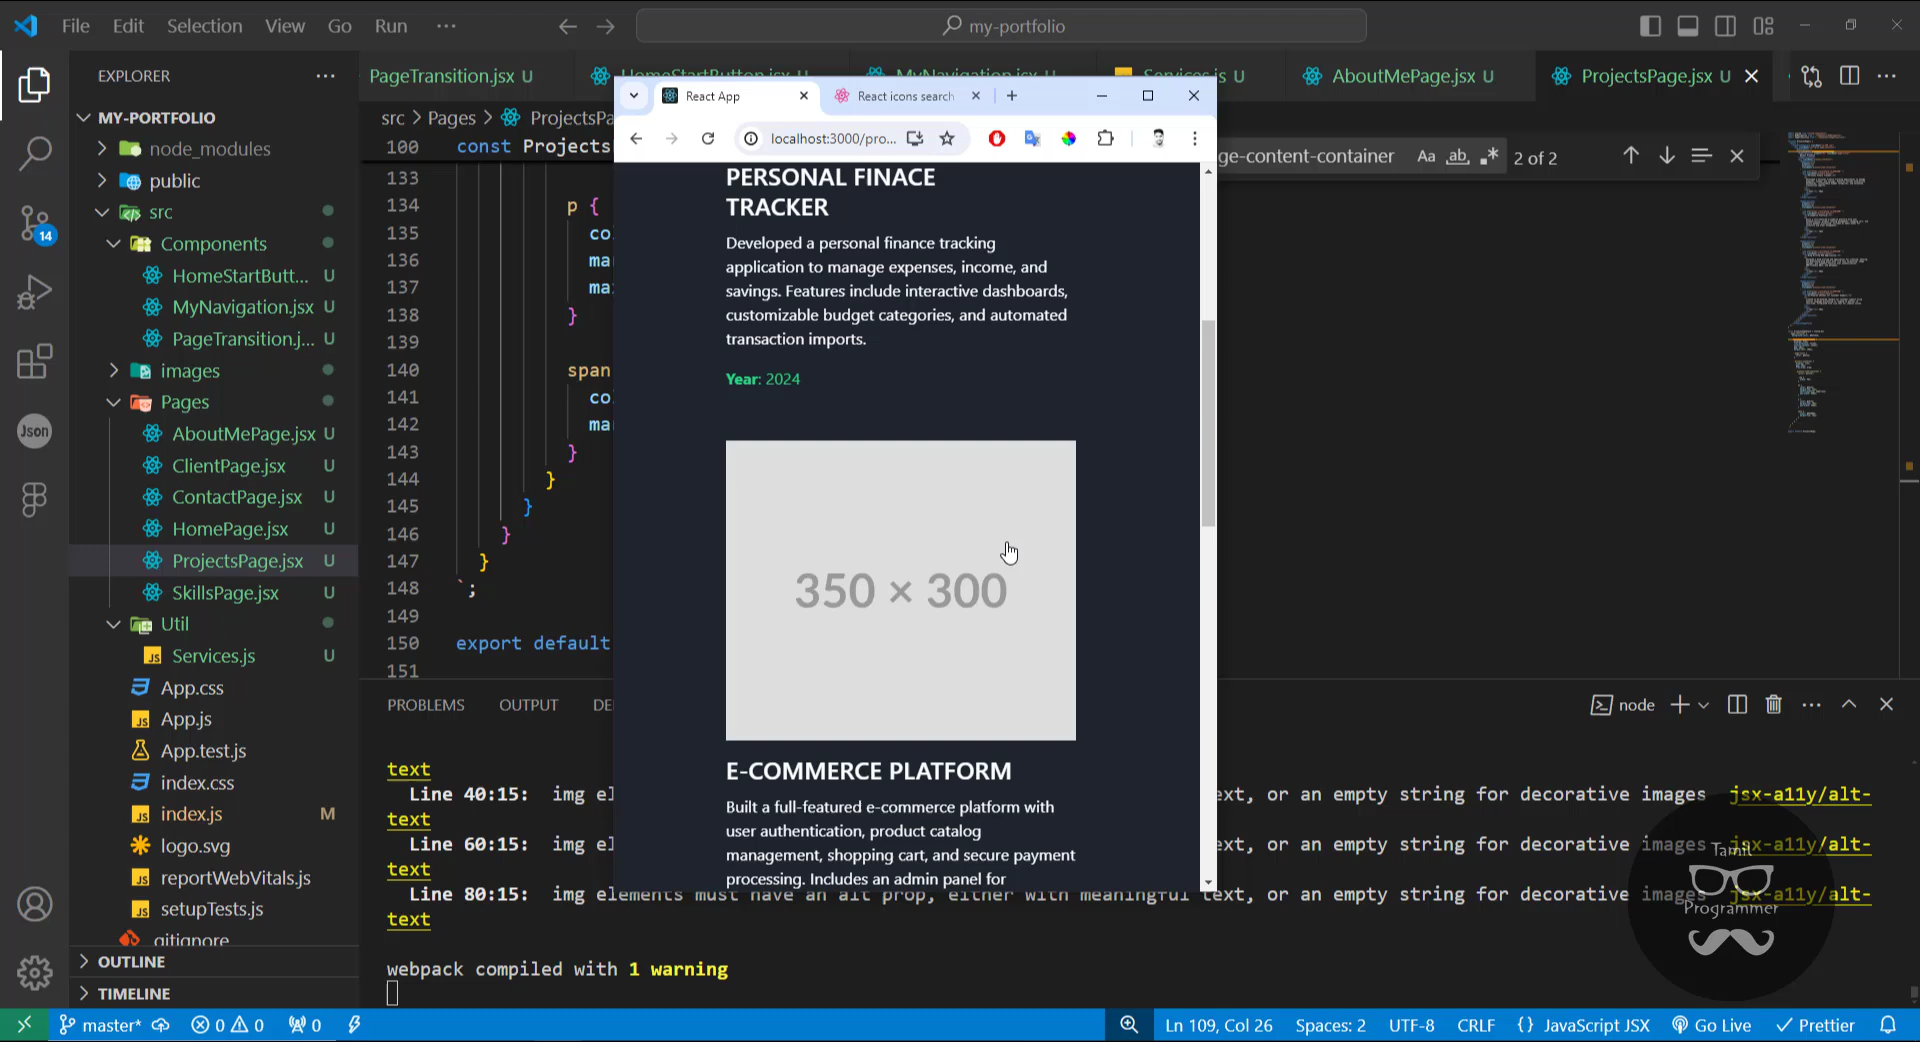 File Edit Selection View Go Run ···
my-portfolio
EXPLORER
MY-PORTFOLIO
node_modules
public
src
Components
HomeStartButt... U
MyNavigation.jsx U
PageTransition.j... U
images
Pages
AboutMePage.jsx U
ClientPage.jsx U
ContactPage.jsx U
HomePage.jsx U
ProjectsPage.jsx U
SkillsPage.jsx U
Util
Services.js U
App.css
App.js
App.test.js
index.css
index.js M
logo.svg
reportWebVitals.js
setupTests.js
.gitignore
OUTLINE
TIMELINE
14
Json
PageTransition.jsx U
HomeStartButton.jsx U
MyNavigation.jsx U
Services.js U
AboutMePage.jsx U
ProjectsPage.jsx U
src > Pages > ProjectsPa
ge-content-container Aa ab 2 of 2
100 const Projects
133
134 p {
135 co
136 ma
137 ma
138 }
139
140 span
141 co
142 ma
143 }
144 }
145 }
146 }
147 }
148 `;
149
150 export default
151
React App
React icons search
localhost:3000/pro...
PERSONAL FINACE
TRACKER
Developed a personal finance tracking
application to manage expenses, income, and
savings. Features include interactive dashboards,
customizable budget categories, and automated
transaction imports.
Year: 2024
350 × 300
E-COMMERCE PLATFORM
Built a full-featured e-commerce platform with
user authentication, product catalog
management, shopping cart, and secure payment
processing. Includes an admin panel for
PROBLEMS OUTPUT DE
node
text
Line 40:15: img el ext, or an empty string for decorative images jsx-a11y/alt-
text
Line 60:15: img el ext, or an empty string for decorative images jsx-a11y/alt-
text
Line 80:15: img elements must have an alt prop, either with meaningful text, or an empty string for decorative images jsx-a11y/alt-
text
webpack compiled with 1 warning
Tamil
Programmer
master* 0 0 0
Ln 109, Col 26 Spaces: 2 UTF-8 CRLF {} JavaScript JSX Go Live Prettier